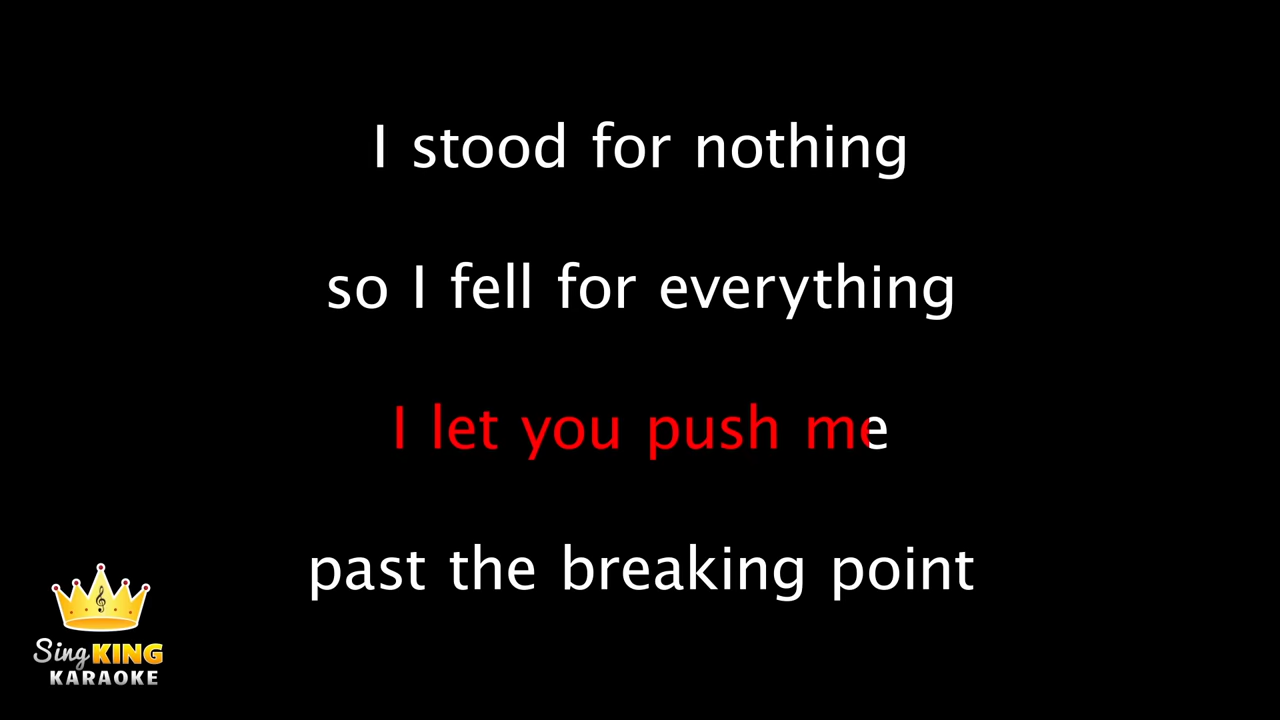 I stood for nothing
so I fell for everything
I let you push me
past the breaking point
Sing KING
KARAOKE